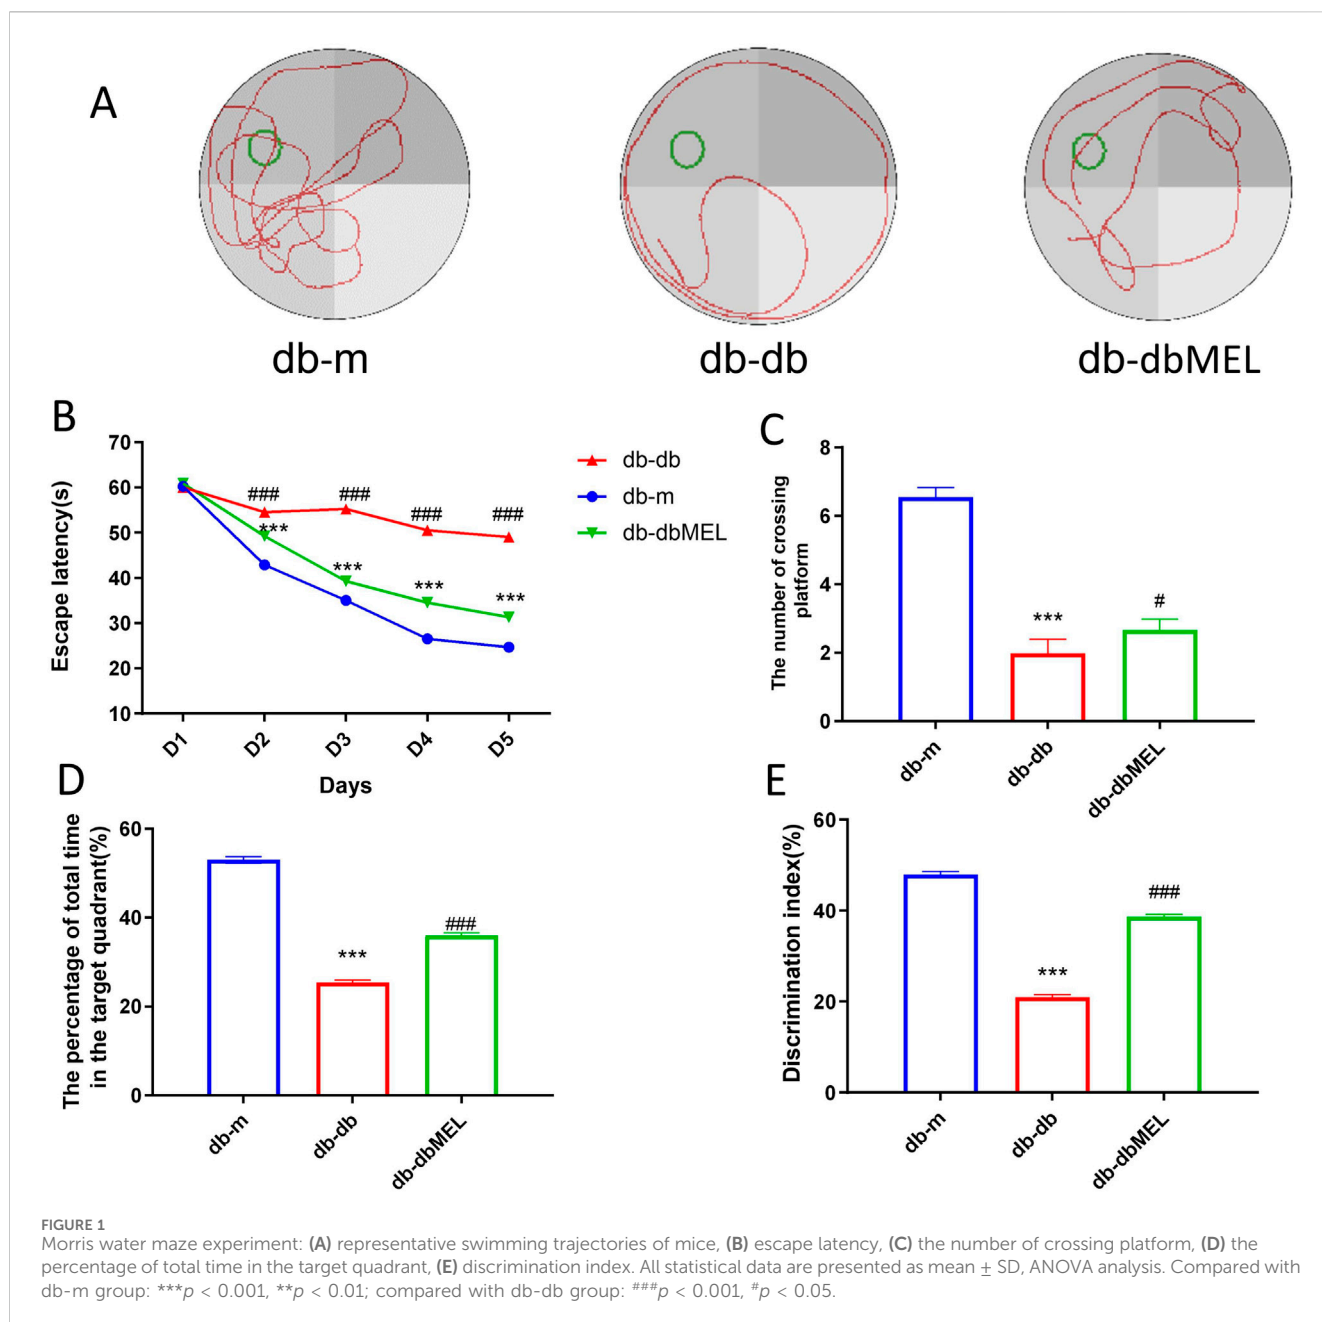 A
db-m
db-db
db-dbMEL
B
70
60
50
40
30
20
10
Escape latency(s)
###
###
###
###
***
***
***
***
D1
D2
D3
D4
D5
Days
db-db
db-m
db-dbMEL
C
8
6
4
2
0
The number of crossing
platform
***
#
db-m
db-db
db-dbMEL
D
60
40
20
0
The percentage of total time
in the target quadrant(%)
***
###
db-m
db-db
db-dbMEL
E
60
40
20
0
Discrimination index(%)
***
###
db-m
db-db
db-dbMEL
FIGURE 1
Morris water maze experiment: (A) representative swimming trajectories of mice, (B) escape latency, (C) the number of crossing platform, (D) the
percentage of total time in the target quadrant, (E) discrimination index. All statistical data are presented as mean ± SD, ANOVA analysis. Compared with
db-m group: ***p < 0.001, **p < 0.01; compared with db-db group: ###p < 0.001, #p < 0.05.